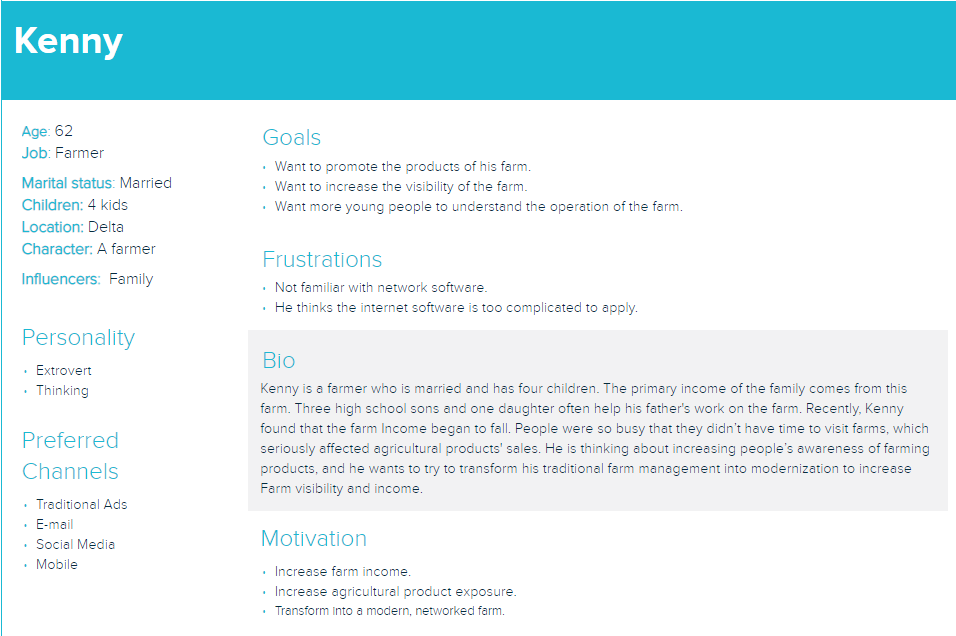 Kenny
Age: 62
Job: Farmer
Marital status: Married
Children: 4 kids
Location: Delta
Character: A farmer
Influencers: Family
Personality
Extrovert
Thinking
Preferred
Channels
Traditional Ads
E-mail
Social Media
Mobile
Goals
Want to promote the products of his farm.
Want to increase the visibility of the farm.
Want more young people to understand the operation of the farm.
Frustrations
Not familiar with network software.
He thinks the internet software is too complicated to apply.
Bio
Kenny is a farmer who is married and has four children. The primary income of the family comes from this
farm. Three high school sons and one daughter often help his father's work on the farm. Recently, Kenny
found that the farm Income began to fall. People were so busy that they didn’t have time to visit farms, which
seriously affected agricultural products' sales. He is thinking about increasing people’s awareness of farming
products, and he wants to try to transform his traditional farm management into modernization to increase
Farm visibility and income.
Motivation
Increase farm income.
Increase agricultural product exposure.
Transform into a modern, networked farm.